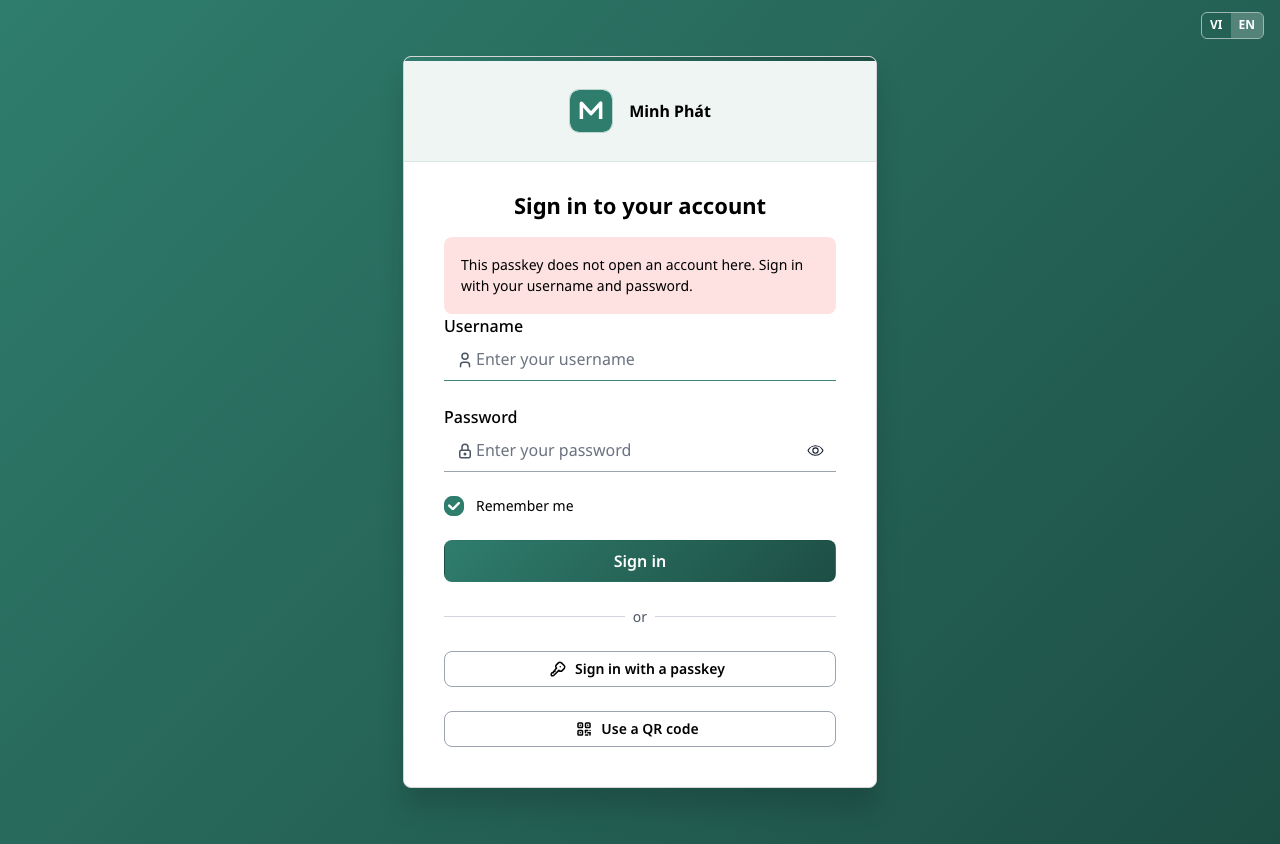 VI EN
Minh Phát
Sign in to your account
This passkey does not open an account here. Sign in
with your username and password.
Username
Enter your username
Password
Enter your password
Remember me
Sign in
or
Sign in with a passkey
Use a QR code